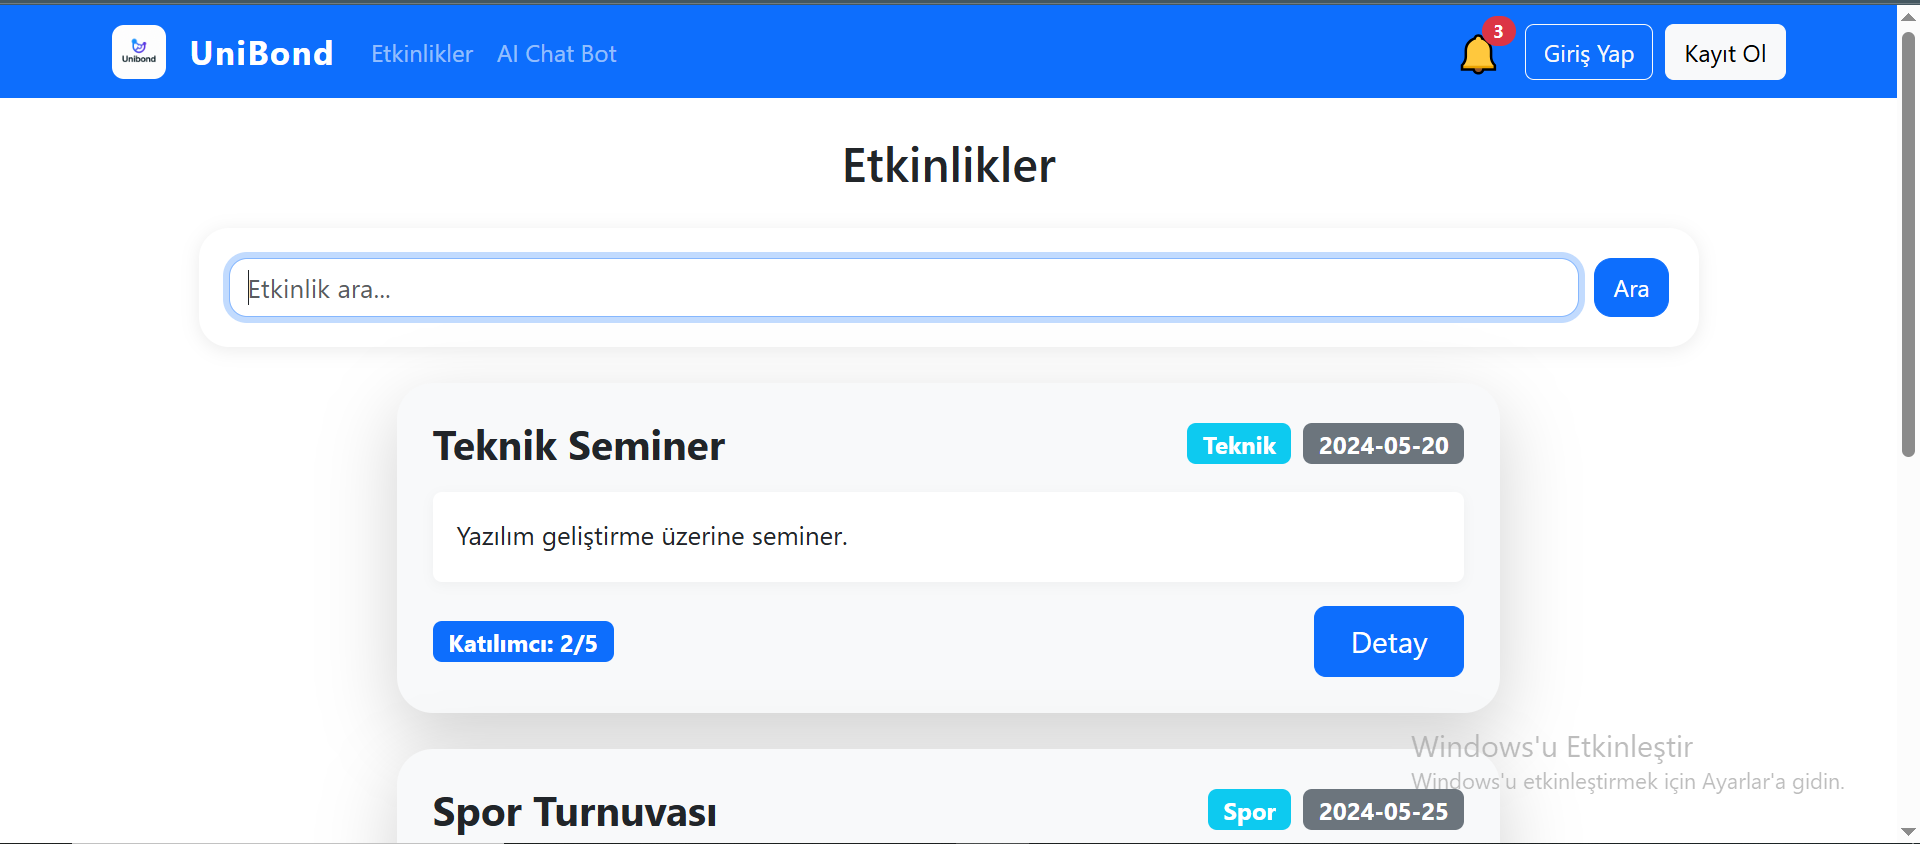 Unibond
UniBond
Etkinlikler
AI Chat Bot
3
Giriş Yap
Kayıt Ol
Etkinlikler
Etkinlik ara...
Ara
Teknik Seminer
Teknik
2024-05-20
Yazılım geliştirme üzerine seminer.
Katılımcı: 2/5
Detay
Windows'u Etkinleştir
Windows'u etkinleştirmek için Ayarlar'a gidin.
Spor Turnuvası
Spor
2024-05-25